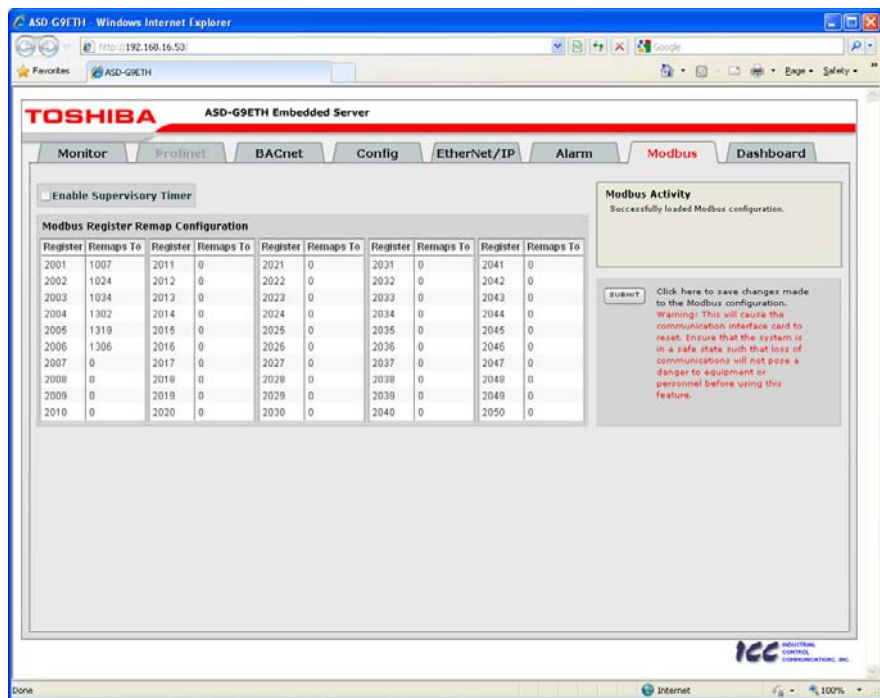 ASD-G9ETH - Windows Internet Explorer
http://192.168.16.53/
Google
Favorites ASD-G9ETH
Page Safety
TOSHIBA ASD-G9ETH Embedded Server
Monitor Profinet BACnet Config EtherNet/IP Alarm Modbus Dashboard
Enable Supervisory Timer
Modbus Register Remap Configuration
Register Remaps To Register Remaps To Register Remaps To Register Remaps To Register Remaps To
2001 1007 2011 0 2021 0 2031 0 2041 0
2002 1024 2012 0 2022 0 2032 0 2042 0
2003 1034 2013 0 2023 0 2033 0 2043 0
2004 1302 2014 0 2024 0 2034 0 2044 0
2005 1319 2015 0 2025 0 2035 0 2045 0
2006 1306 2016 0 2026 0 2036 0 2046 0
2007 0 2017 0 2027 0 2037 0 2047 0
2008 0 2018 0 2028 0 2038 0 2048 0
2009 0 2019 0 2029 0 2039 0 2049 0
2010 0 2020 0 2030 0 2040 0 2050 0
Modbus Activity
Successfully loaded Modbus configuration.
SUBMIT
Click here to save changes made
to the Modbus configuration.
Warning: This will cause the
communication interface card to
reset. Ensure that the system is
in a safe state such that loss of
communications will not pose a
danger to equipment or
personnel before using this
feature.
ICC INDUSTRIAL
CONTROL
COMMUNICATIONS, INC.
Done Internet 100%